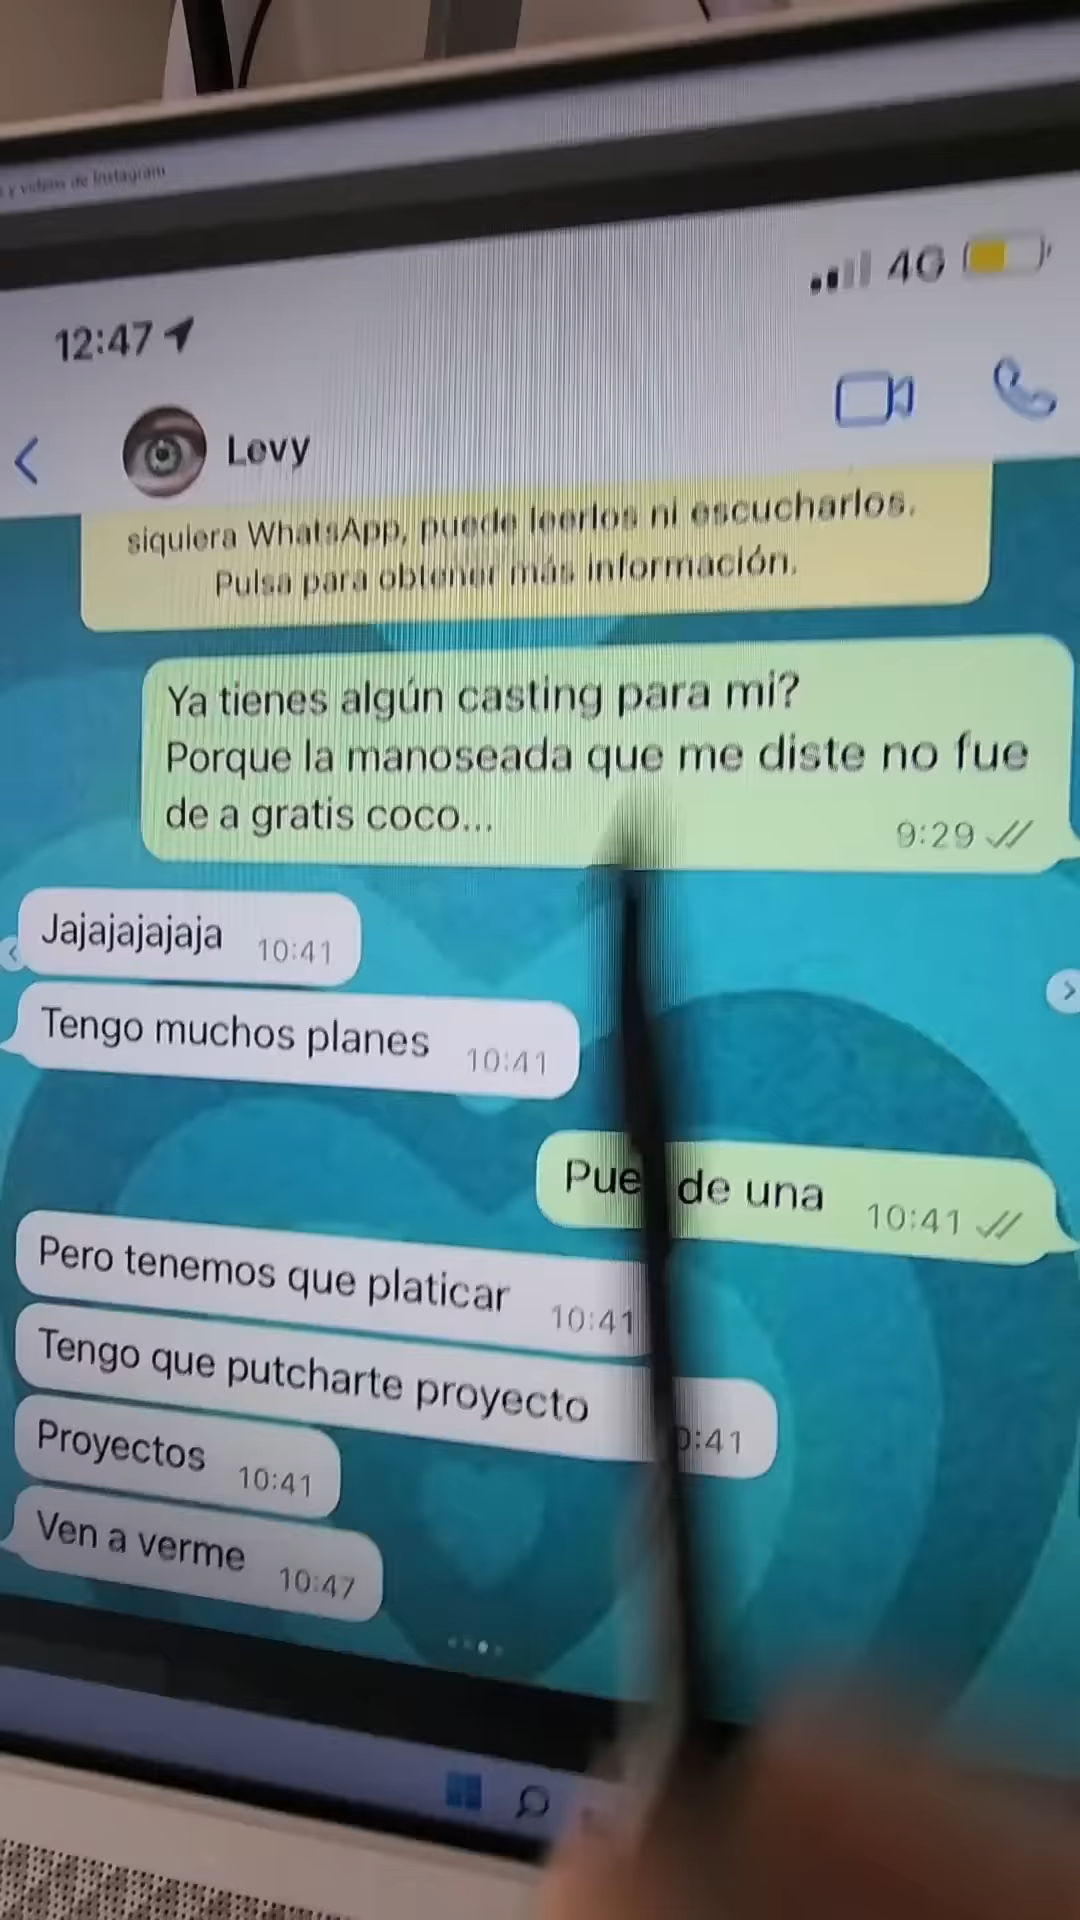 y videos de Instagram
4G
12:47
Levy
siquiera WhatsApp, puede leerlos ni escucharlos.
Pulsa para obtener más información.
Ya tienes algún casting para mi?
Porque la manoseada que me diste no fue
de a gratis coco...
9:29
Jajajajajaja 10:41
Tengo muchos planes 10:41
Pue de una 10:41
Pero tenemos que platicar 10:41
Tengo que putcharte proyecto
:41
Proyectos 10:41
Ven a verme 10:47